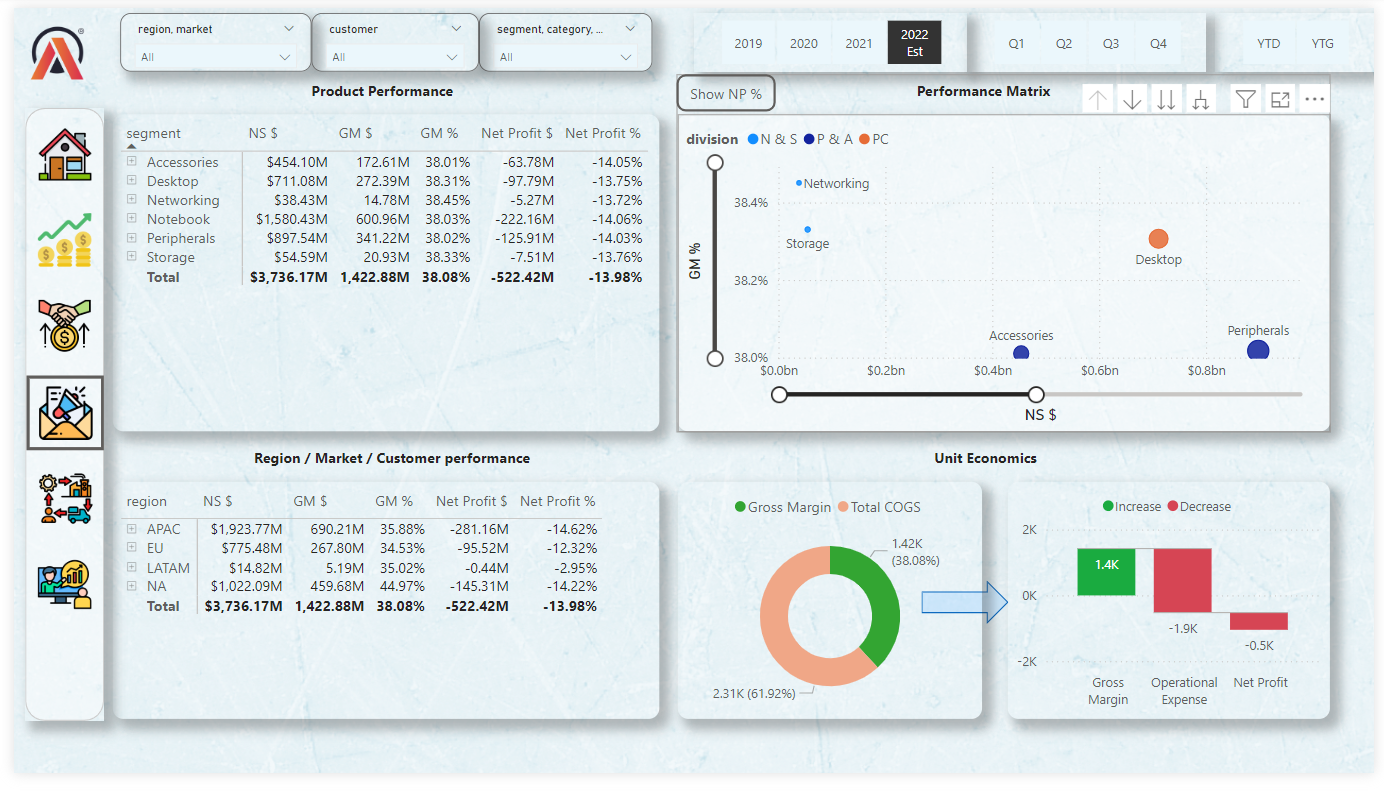 region, market
All
customer
All
segment, category, ...
All
2019 2020 2021 2022 Est
Q1 Q2 Q3 Q4
YTD YTG
Product Performance
segment NS $ GM $ GM % Net Profit $ Net Profit %
Accessories $454.10M 172.61M 38.01% -63.78M -14.05%
Desktop $711.08M 272.39M 38.31% -97.79M -13.75%
Networking $38.43M 14.78M 38.45% -5.27M -13.72%
Notebook $1,580.43M 600.96M 38.03% -222.16M -14.06%
Peripherals $897.54M 341.22M 38.02% -125.91M -14.03%
Storage $54.59M 20.93M 38.33% -7.51M -13.76%
Total $3,736.17M 1,422.88M 38.08% -522.42M -13.98%
Show NP %
Performance Matrix
division N & S P & A PC
Networking
38.4%
Storage
Desktop
GM %
38.2%
Accessories
Peripherals
38.0%
$0.0bn $0.2bn $0.4bn $0.6bn $0.8bn
NS $
Region / Market / Customer performance
region NS $ GM $ GM % Net Profit $ Net Profit %
APAC $1,923.77M 690.21M 35.88% -281.16M -14.62%
EU $775.48M 267.80M 34.53% -95.52M -12.32%
LATAM $14.82M 5.19M 35.02% -0.44M -2.95%
NA $1,022.09M 459.68M 44.97% -145.31M -14.22%
Total $3,736.17M 1,422.88M 38.08% -522.42M -13.98%
Unit Economics
Gross Margin Total COGS
1.42K
(38.08%)
2.31K (61.92%)
Increase Decrease
2K
1.4K
0K
-1.9K
-0.5K
-2K
Gross Margin
Operational Expense
Net Profit